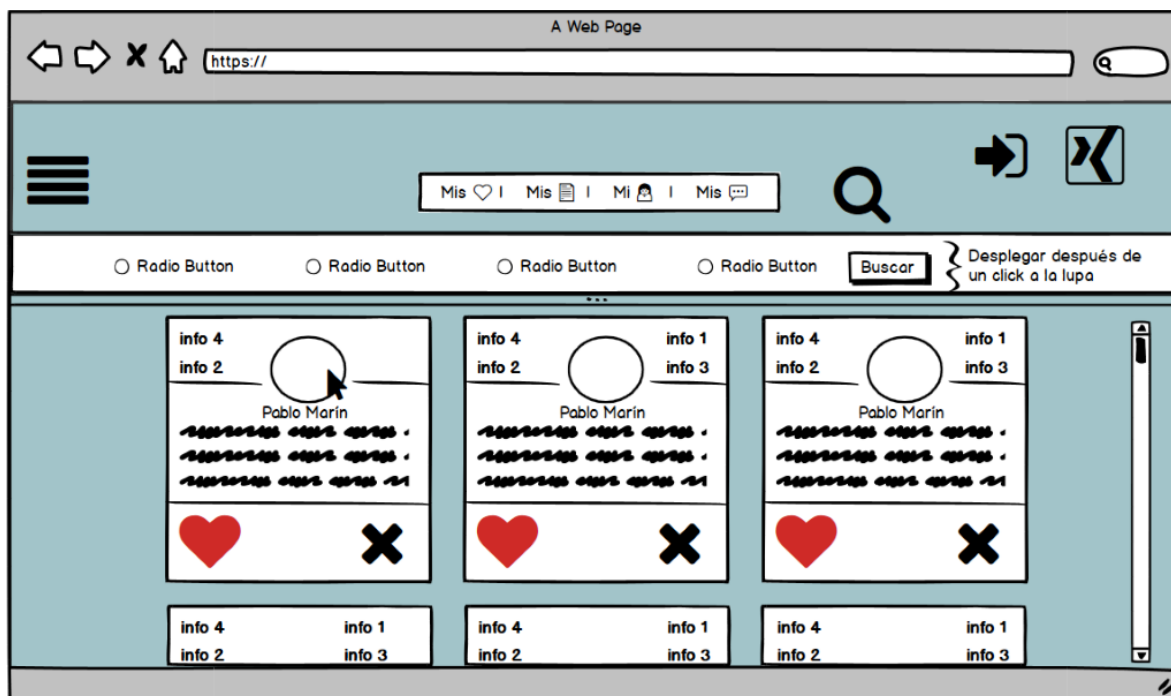 A Web Page
https://
Mis | Mis | Mi | Mis
Radio Button Radio Button Radio Button Radio Button Buscar Desplegar después de
un click a la lupa
info 4
info 2
Pablo Marín
info 4 info 1
info 2 info 3
Pablo Marín
info 4 info 1
info 2 info 3
Pablo Marín
info 4 info 1
info 2 info 3
info 4 info 1
info 2 info 3
info 4 info 1
info 2 info 3